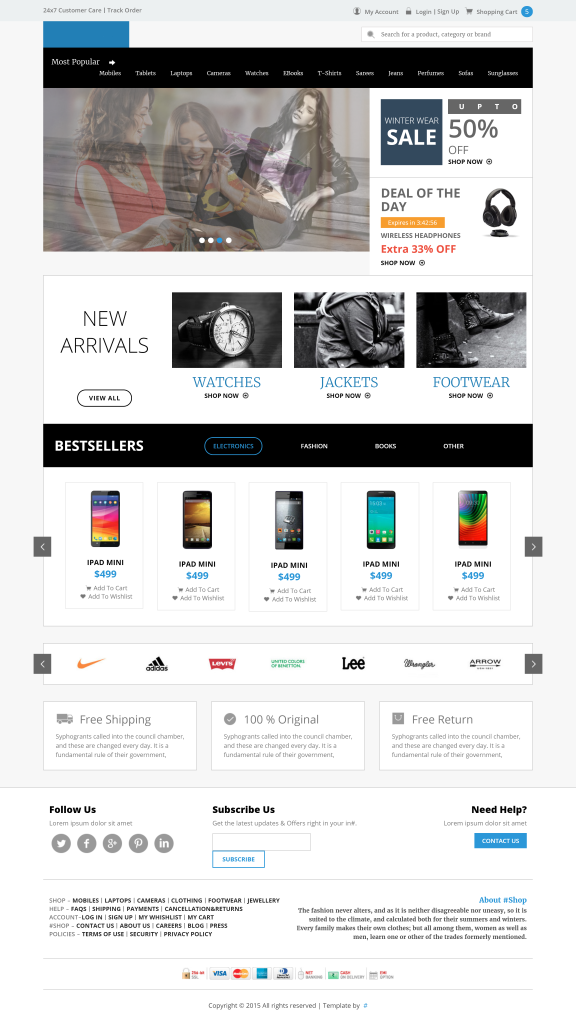 24x7 Customer Care | Track Order
My Account
Login | Sign Up
Shopping Cart 5
Search for a product, category or brand
Most Popular
Mobiles Tablets Laptops Cameras Watches EBooks T-Shirts Sarees Jeans Perfumes Sofas Sunglasses
WINTER WEAR
SALE
UPTO
50%
OFF
SHOP NOW
DEAL OF THE
DAY
Expires in 3:42:56
WIRELESS HEADPHONES
Extra 33% OFF
SHOP NOW
NEW
ARRIVALS
VIEW ALL
WATCHES
SHOP NOW
JACKETS
SHOP NOW
FOOTWEAR
SHOP NOW
BESTSELLERS
ELECTRONICS FASHION BOOKS OTHER
IPAD MINI
$499
Add To Cart
Add To Wishlist
IPAD MINI
$499
Add To Cart
Add To Wishlist
IPAD MINI
$499
Add To Cart
Add To Wishlist
IPAD MINI
$499
Add To Cart
Add To Wishlist
IPAD MINI
$499
Add To Cart
Add To Wishlist
adidas
LEVI'S
UNITED COLORS
OF BENETTON.
Lee
Wrangler
ARROW
Free Shipping
Syphogrants called into the council chamber,
and these are changed every day. It is a
fundamental rule of their government,
100 % Original
Syphogrants called into the council chamber,
and these are changed every day. It is a
fundamental rule of their government,
Free Return
Syphogrants called into the council chamber,
and these are changed every day. It is a
fundamental rule of their government,
Follow Us
Lorem ipsum dolor sit amet
Subscribe Us
Get the latest updates & Offers right in your in#.
SUBSCRIBE
Need Help?
Lorem ipsum dolor sit amet
CONTACT US
SHOP – MOBILES | LAPTOPS | CAMERAS | CLOTHING | FOOTWEAR | JEWELLERY
HELP – FAQS | SHIPPING | PAYMENTS | CANCELLATION&RETURNS
ACCOUNT–LOG IN | SIGN UP | MY WHISHLIST | MY CART
#SHOP – CONTACT US | ABOUT US | CAREERS | BLOG | PRESS
POLICIES – TERMS OF USE | SECURITY | PRIVACY POLICY
About #Shop
The fashion never alters, and as it is neither disagreeable nor uneasy, so it is
suited to the climate, and calculated both for their summers and winters.
Every family makes their own clothes; but all among them, women as well as
men, learn one or other of the trades formerly mentioned.
VISA
Copyright © 2015 All rights reserved | Template by #